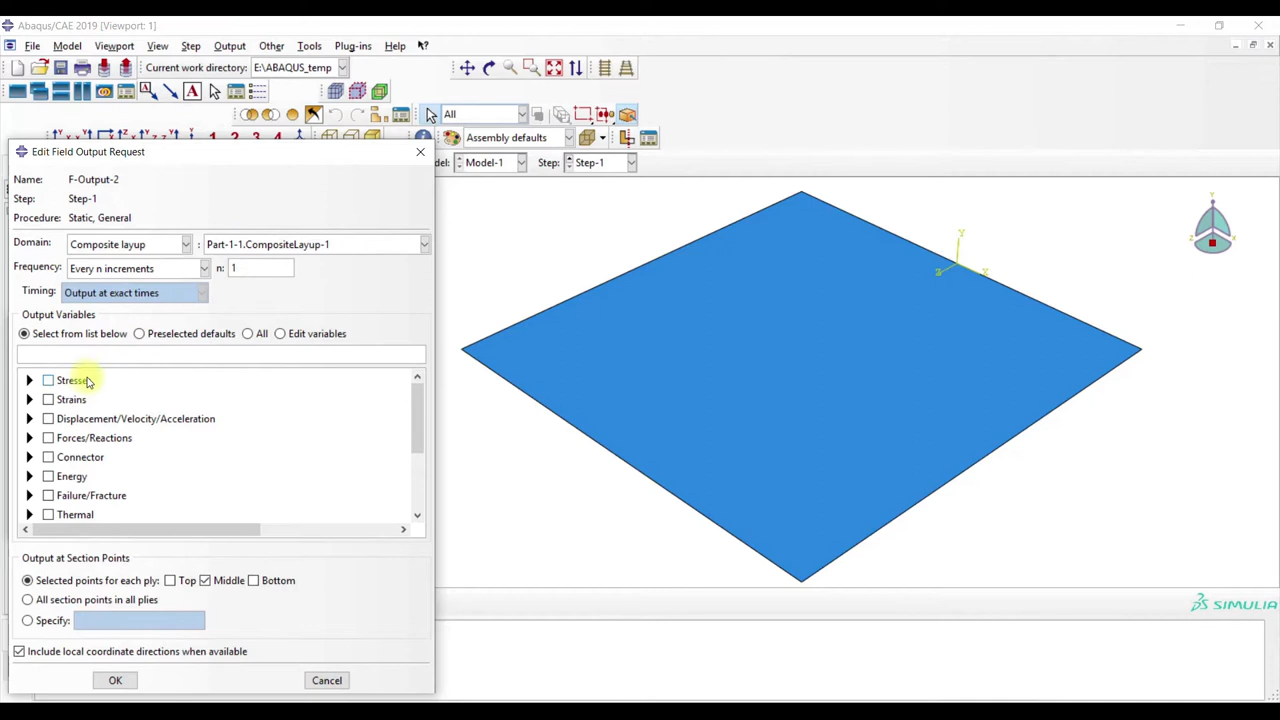 Abaqus/CAE 2019 [Viewport: 1]
File Model Viewport View Step Output Other Tools Plug-ins Help
Current work directory: E:\ABAQUS_temp
A
All
1 2 3 4
Assembly defaults
Edit Field Output Request
del: Model-1 Step: Step-1
Name: F-Output-2
Step: Step-1
Procedure: Static, General
Domain: Composite layup : Part-1-1.CompositeLayup-1
Frequency: Every n increments n: 1
Timing: Output at exact times
Output Variables
Select from list below Preselected defaults All Edit variables
Stresses
Strains
Displacement/Velocity/Acceleration
Forces/Reactions
Connector
Energy
Failure/Fracture
Thermal
Output at Section Points
Selected points for each ply: Top Middle Bottom
All section points in all plies
Specify:
Include local coordinate directions when available
OK Cancel
Y
Z X
Y
Z X
SIMULIA